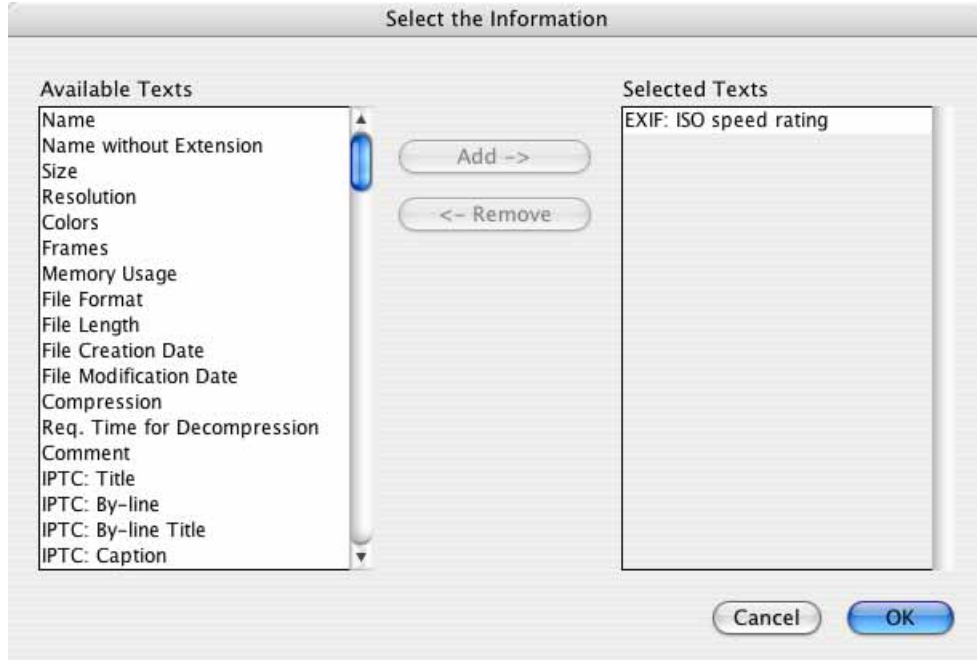 Select the Information
Available Texts
Name
Name without Extension
Size
Resolution
Colors
Frames
Memory Usage
File Format
File Length
File Creation Date
File Modification Date
Compression
Req. Time for Decompression
Comment
IPTC: Title
IPTC: By-line
IPTC: By-line Title
IPTC: Caption
Add ->
<- Remove
Selected Texts
EXIF: ISO speed rating
Cancel
OK